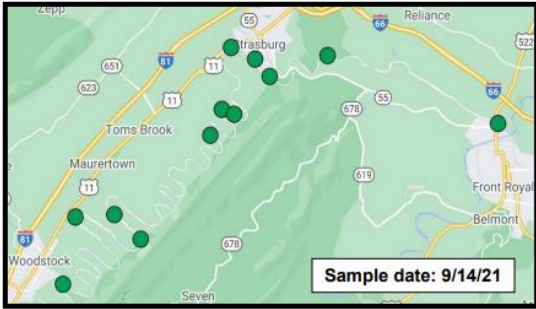 Zepp
55
Reliance
66
522
Strasburg
81
11
651
623
11
66
55
678
Toms Brook
Maurertown
619
11
Front Royal
Belmont
81
678
Woodstock
Sample date: 9/14/21
Seven